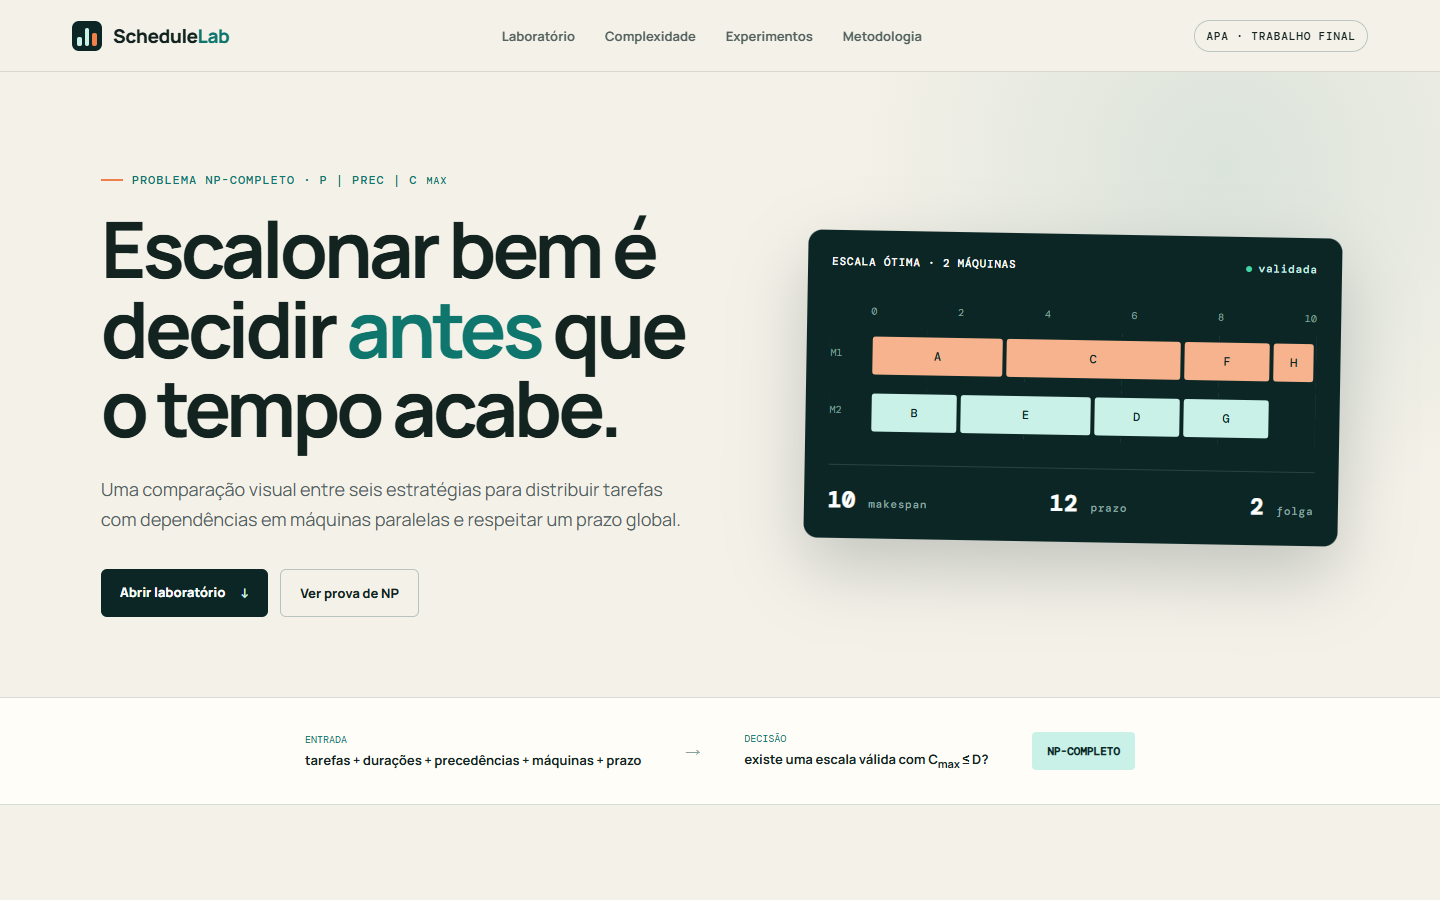 ScheduleLab
Laboratório
Complexidade
Experimentos
Metodologia
APA · TRABALHO FINAL
PROBLEMA NP-COMPLETO · P | PREC | C MAX
Escalonar bem é
decidir antes que
o tempo acabe.
Uma comparação visual entre seis estratégias para distribuir tarefas
com dependências em máquinas paralelas e respeitar um prazo global.
Abrir laboratório ↓
Ver prova de NP
ESCALA ÓTIMA · 2 MÁQUINAS
validada
0 2 4 6 8 10
M1 A C F H
M2 B E D G
10 makespan
12 prazo
2 folga
ENTRADA
tarefas + durações + precedências + máquinas + prazo
→
DECISÃO
existe uma escala válida com Cmax ≤ D?
NP-COMPLETO